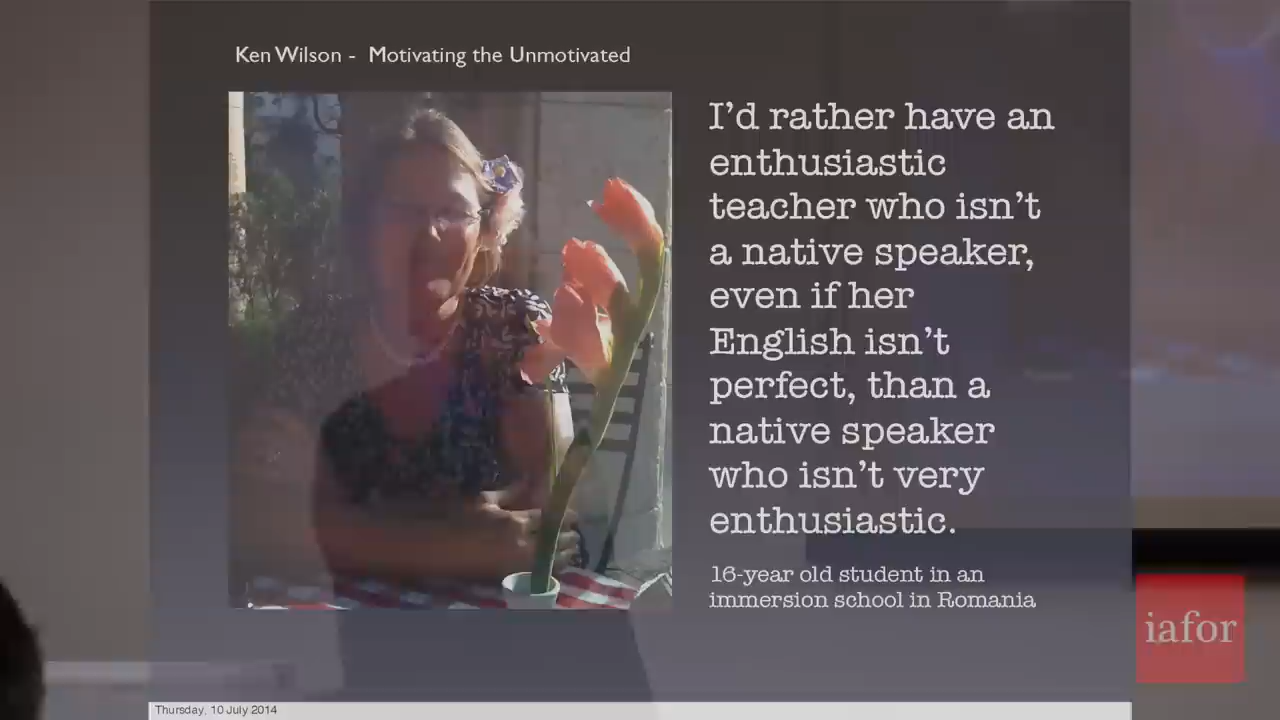 Ken Wilson - Motivating the Unmotivated
I'd rather have an
enthusiastic
teacher who isn't
a native speaker,
even if her
English isn't
perfect, than a
native speaker
who isn't very
enthusiastic.
16-year old student in an
immersion school in Romania
iafor
Thursday, 10 July 2014